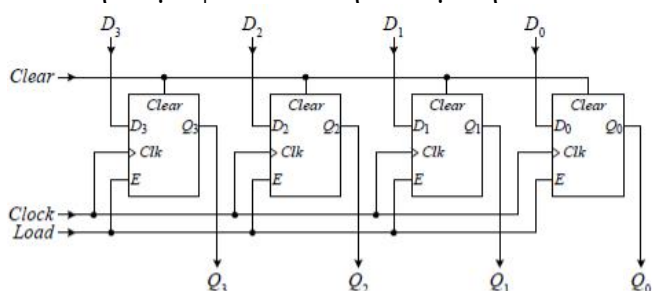 D3 D2 D1 D0
Clear
Clear Clear Clear Clear
D3 Q3 D2 Q2 D1 Q1 D0 Q0
Clk Clk Clk Clk
E E E E
Clock
Load
Q3 Q2 Q1 Q0